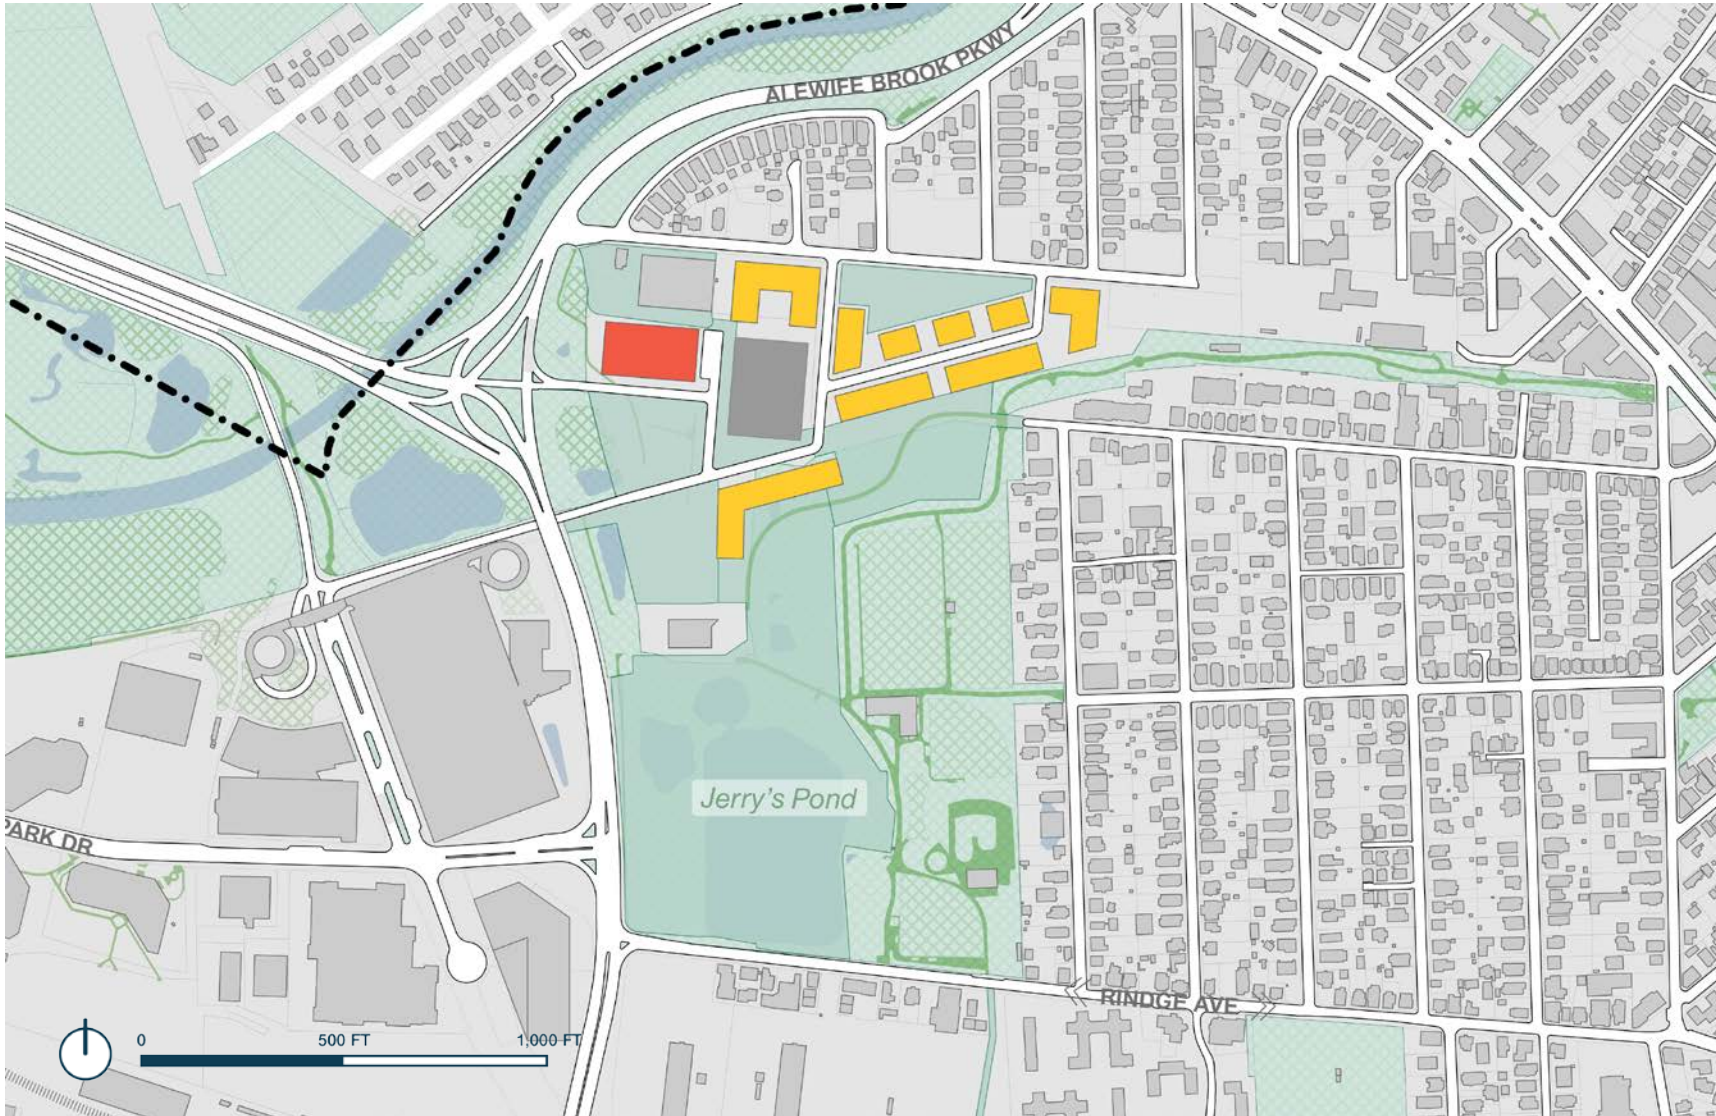 ALEWIFE BROOK PKWY
Jerry's Pond
PARK DR
RINDGE AVE
0 500 FT 1,000 FT